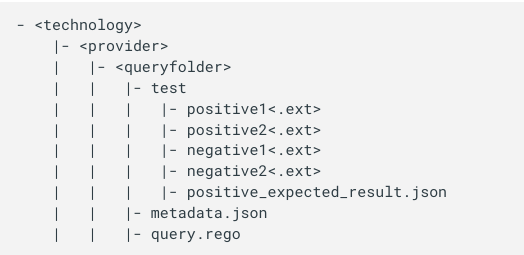 - <technology>
    |- <provider>
    |   |- <queryfolder>
    |   |   |- test
    |   |   |   |- positive1<.ext>
    |   |   |   |- positive2<.ext>
    |   |   |   |- negative1<.ext>
    |   |   |   |- negative2<.ext>
    |   |   |   |- positive_expected_result.json
    |   |   |- metadata.json
    |   |   |- query.rego